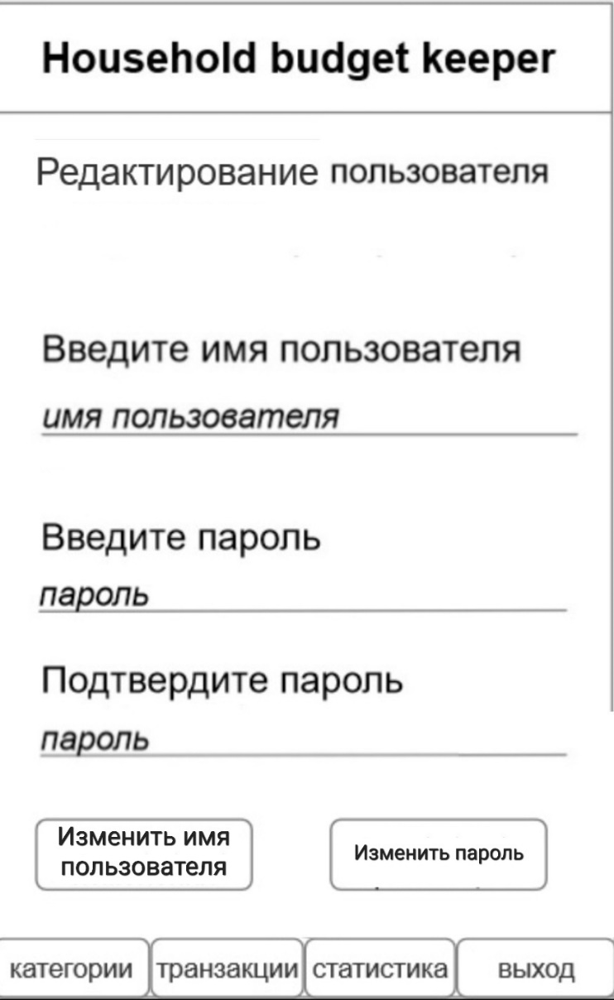 Household budget keeper
Редактирование пользователя
Введите имя пользователя
имя пользователя
Введите пароль
пароль
Подтвердите пароль
пароль
Изменить имя
пользователя
Изменить пароль
категории транзакции статистика выход